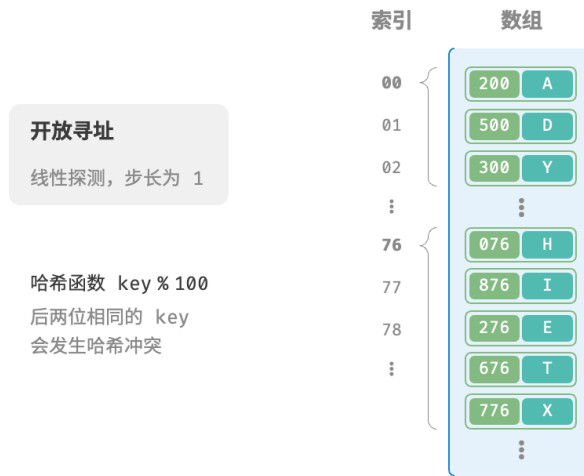 索引 数组
开放寻址
线性探测，步长为 1
哈希函数 key % 100
后两位相同的 key
会发生哈希冲突
00 200 A
01 500 D
02 300 Y
⋮ ⋮
76 076 H
77 876 I
78 276 E
⋮ 676 T
776 X
⋮